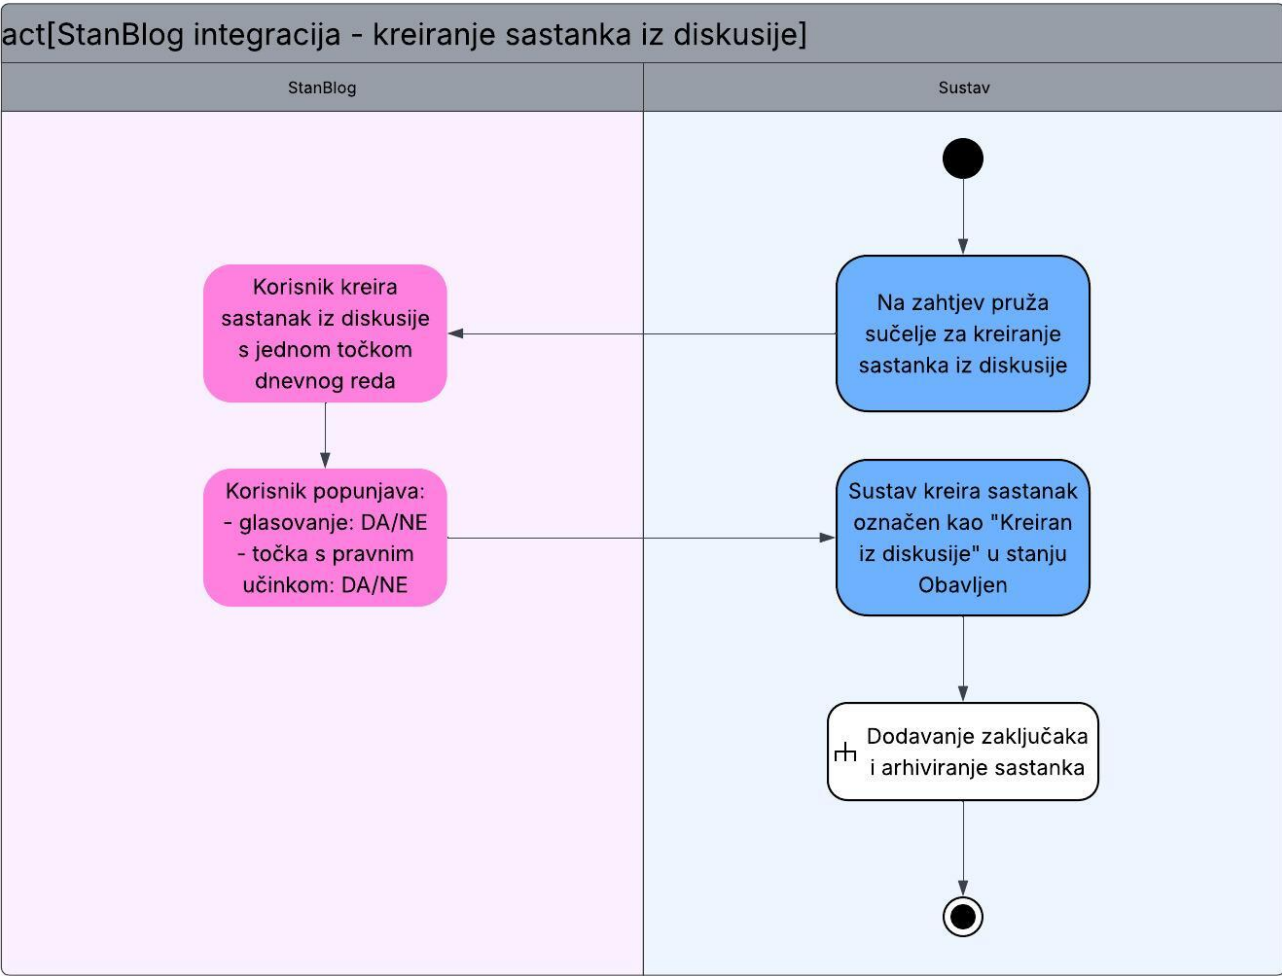 act[StanBlog integracija - kreiranje sastanka iz diskusije]
StanBlog
Sustav
Na zahtjev pruža
sučelje za kreiranje
sastanka iz diskusije
Korisnik kreira
sastanak iz diskusije
s jednom točkom
dnevnog reda
Korisnik popunjava:
- glasovanje: DA/NE
- točka s pravnim
učinkom: DA/NE
Sustav kreira sastanak
označen kao "Kreiran
iz diskusije" u stanju
Obavljen
Dodavanje zaključaka
i arhiviranje sastanka